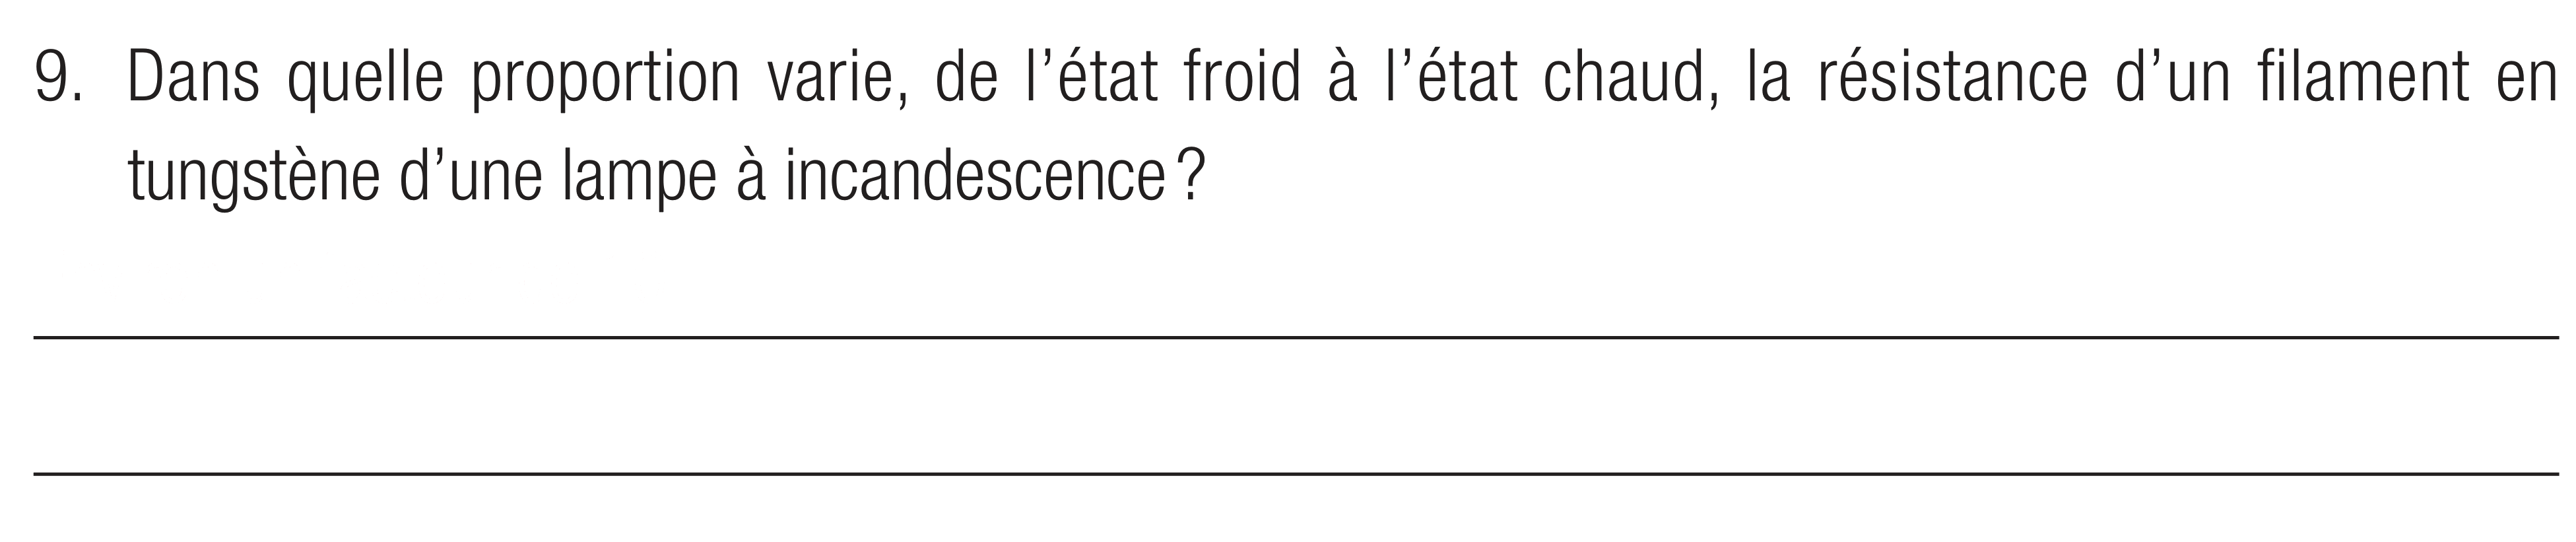 9. Dans quelle proportion varie, de l’état froid à l’état chaud, la résistance d’un filament en
tungstène d’une lampe à incandescence ?